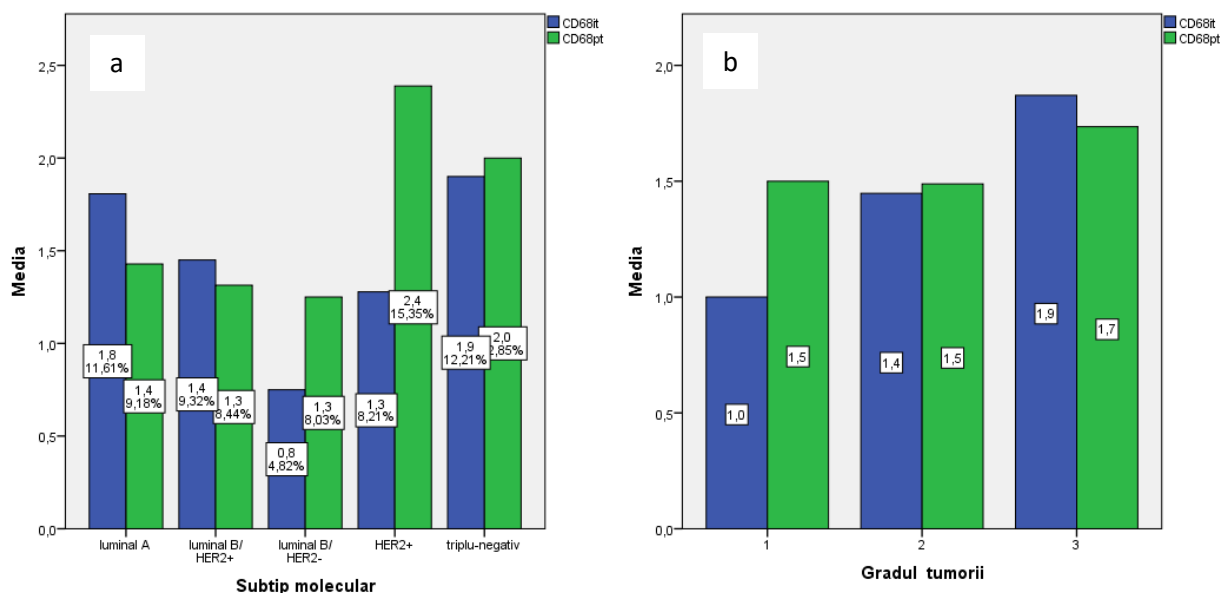 a
CD68it
CD68pt
Media
2,5
2,0
1,5
1,0
0,5
0,0
1,8
11,61%
1,4
9,18%
1,4
9,32%
1,3
8,44%
0,8
4,82%
1,3
8,03%
1,3
8,21%
2,4
15,35%
1,9
12,21%
2,0
2,85%
luminal A
luminal B/
HER2+
luminal B/
HER2-
HER2+
triplu-negativ
Subtip molecular
b
CD68it
CD68pt
Media
2,0
1,5
1,0
0,5
0,0
1,0
1,5
1,4
1,5
1,9
1,7
1
2
3
Gradul tumorii